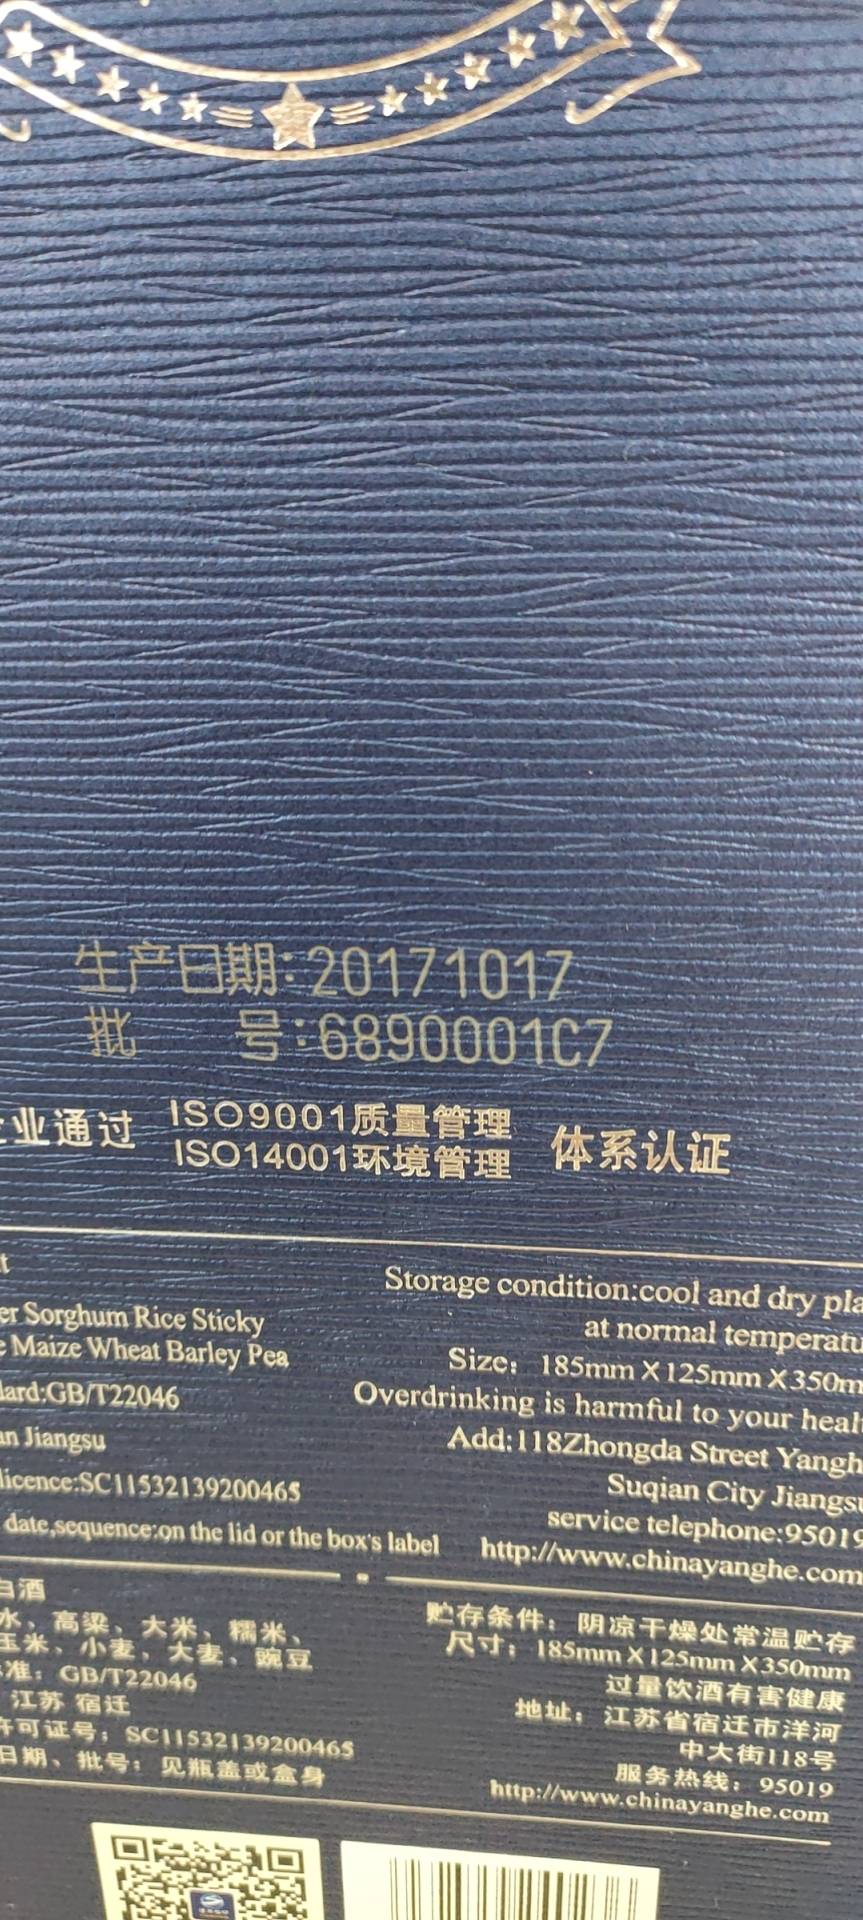 生产日期:20171017
批 号:6890001C7
业通过
ISO9001质量管理
ISO14001环境管理
体系认证
t
er Sorghum Rice Sticky
e Maize Wheat Barley Pea
dard:GB/T22046
an Jiangsu
licence:SC11532139200465
date,sequence:on the lid or the box's label
Storage condition:cool and dry pla
at normal temperatu
Size: 185mm X125mm X350m
Overdrinking is harmful to your heal
Add:118Zhongda Street Yangh
Suqian City Jiangsu
service telephone:95019
http://www.chinayanghe.com
白酒
水、高粱、大米、糯米、
玉米、小麦、大麦、豌豆
准：GB/T22046
江苏 宿迁
许可证号：SC11532139200465
日期、批号：见瓶盖或盒身
贮存条件：阴凉干燥处常温贮存
尺寸：185mm X125mm X350mm
过量饮酒有害健康
地址：江苏省宿迁市洋河
中大街118号
服务热线：95019
http://www.chinayanghe.com